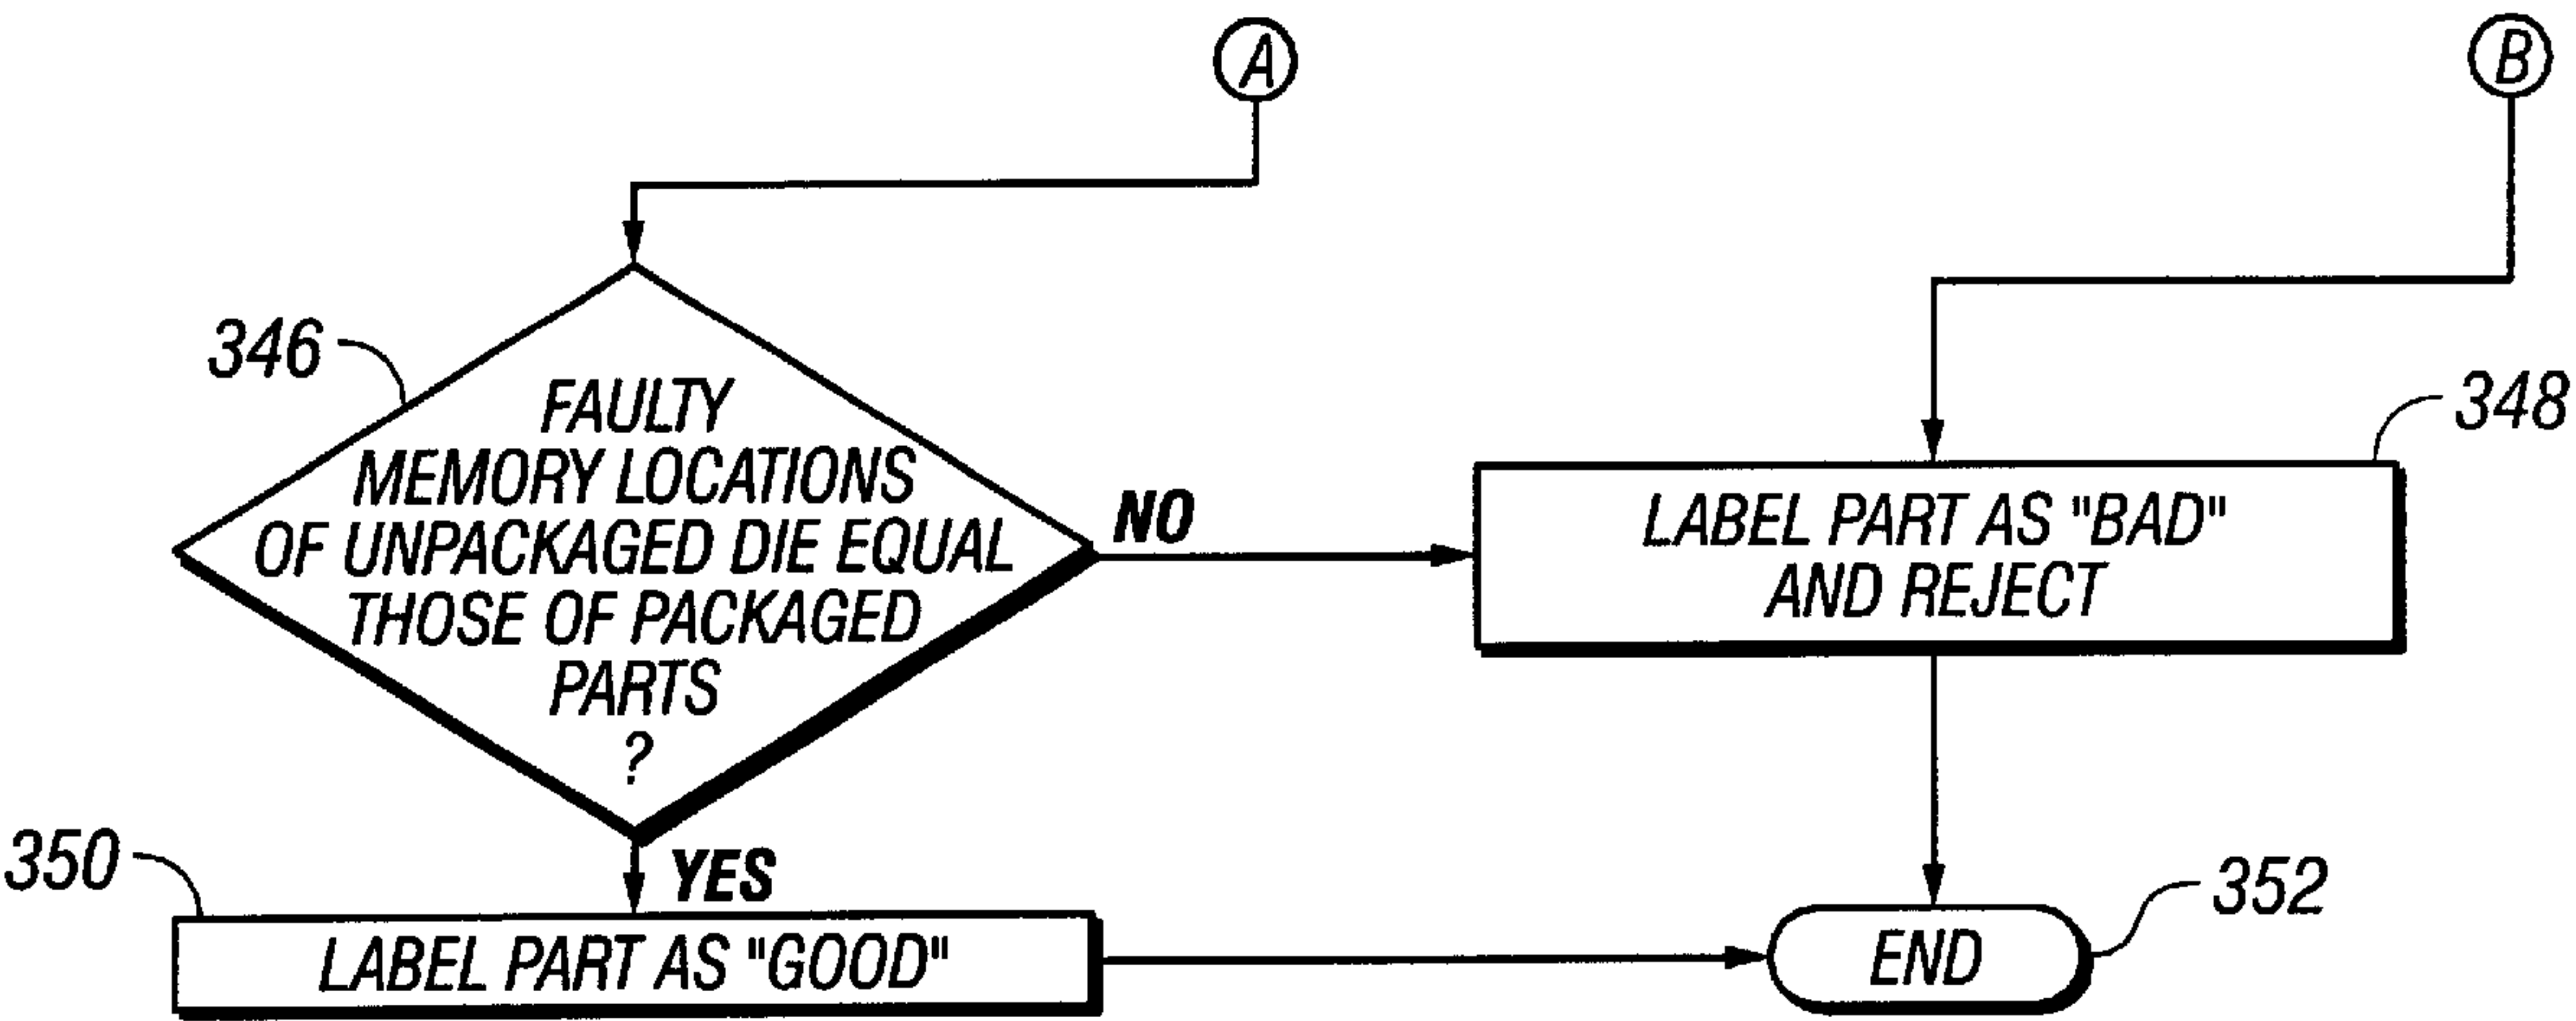 A
B
346
FAULTY
MEMORY LOCATIONS
OF UNPACKAGED DIE EQUAL
THOSE OF PACKAGED
PARTS
?
NO
348
LABEL PART AS "BAD"
AND REJECT
YES
350
LABEL PART AS "GOOD"
352
END